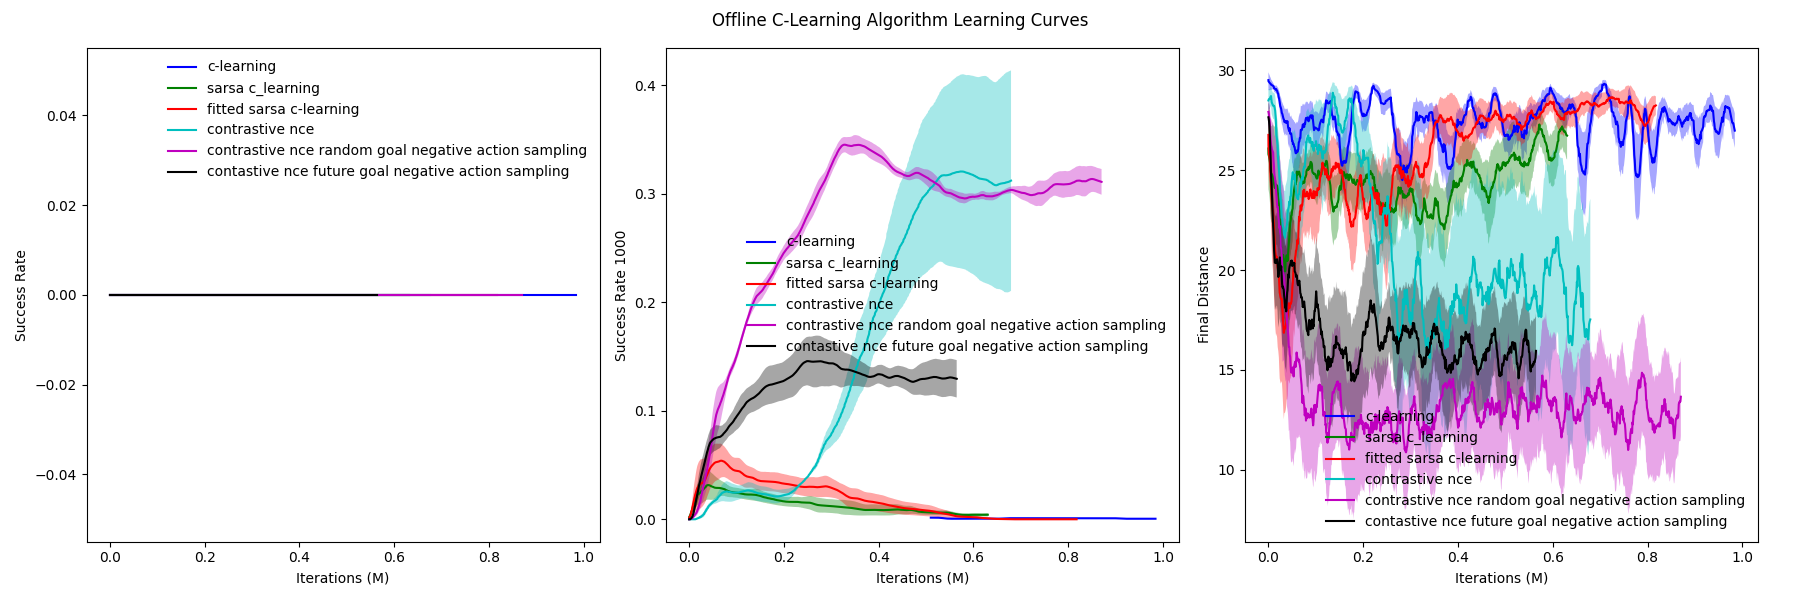 Offline C-Learning Algorithm Learning Curves
Success Rate
0.04
0.02
0.00
−0.02
−0.04
c-learning
sarsa c_learning
fitted sarsa c-learning
contrastive nce
contrastive nce random goal negative action sampling
contastive nce future goal negative action sampling
0.0 0.2 0.4 0.6 0.8 1.0
Iterations (M)
Success Rate 1000
0.4
0.3
0.2
0.1
0.0
c-learning
sarsa c_learning
fitted sarsa c-learning
contrastive nce
contrastive nce random goal negative action sampling
contastive nce future goal negative action sampling
0.0 0.2 0.4 0.6 0.8 1.0
Iterations (M)
Final Distance
30
25
20
15
10
c-learning
sarsa c_learning
fitted sarsa c-learning
contrastive nce
contrastive nce random goal negative action sampling
contastive nce future goal negative action sampling
0.0 0.2 0.4 0.6 0.8 1.0
Iterations (M)